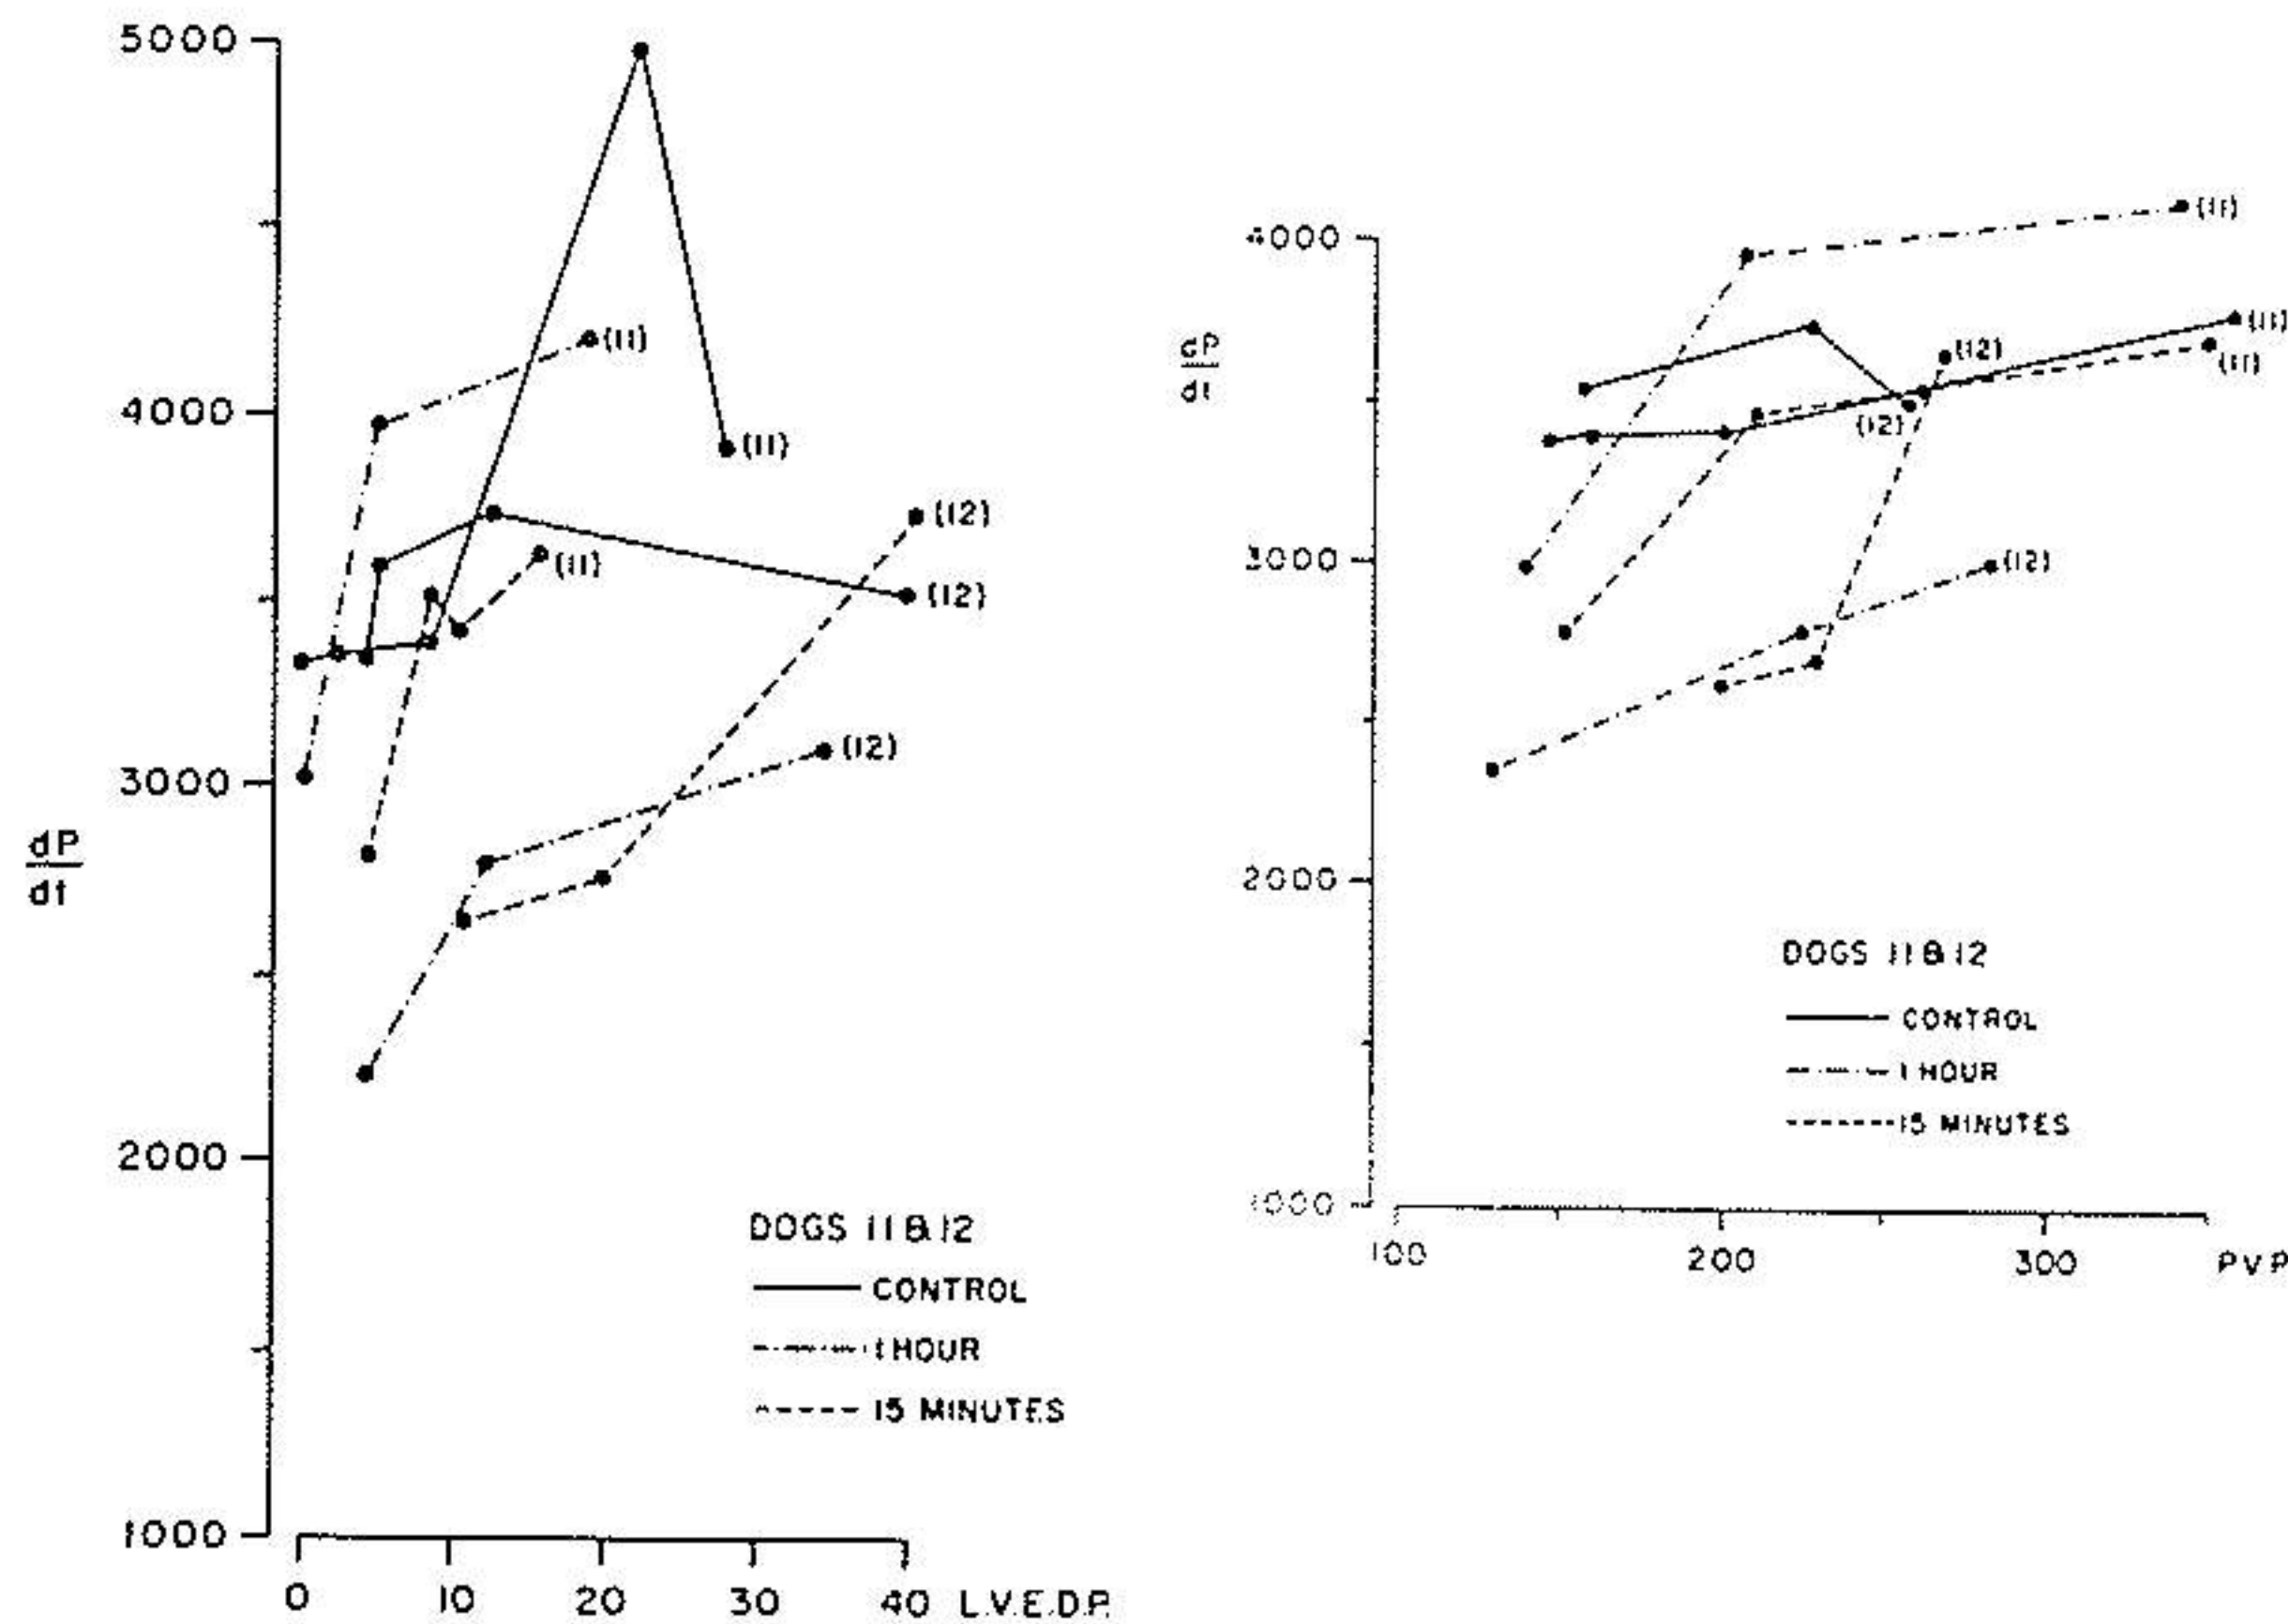 5000
4000
3000
2000
1000
dP
dt
(11)
(11)
(12)
(11)
(12)
(12)
DOGS 11 & 12
CONTROL
1 HOUR
15 MINUTES
0 10 20 30 40 L.V.E.D.P.
4000
3000
2000
1000
dP
dt
(11)
(11)
(11)
(12)
(12)
(12)
DOGS 11 & 12
CONTROL
1 HOUR
15 MINUTES
100 200 300 P.V.P